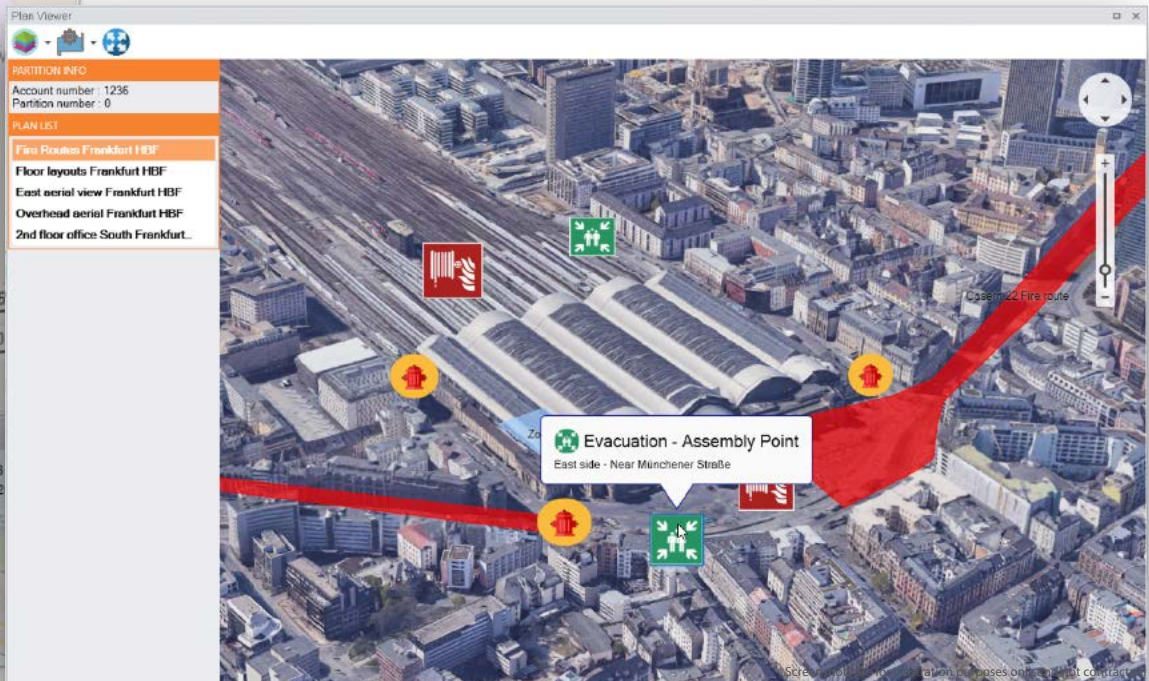 Plan Viewer
PARTITION INFO
Account number : 1236
Partition number : 0
PLAN LIST
Fire Routes Frankfurt HBF
Floor layouts Frankfurt HBF
East aerial view Frankfurt HBF
Overhead aerial Frankfurt HBF
2nd floor office South Frankfurt...
22 Fire route
Zo
Evacuation - Assembly Point
East side - Near Münchener Straße